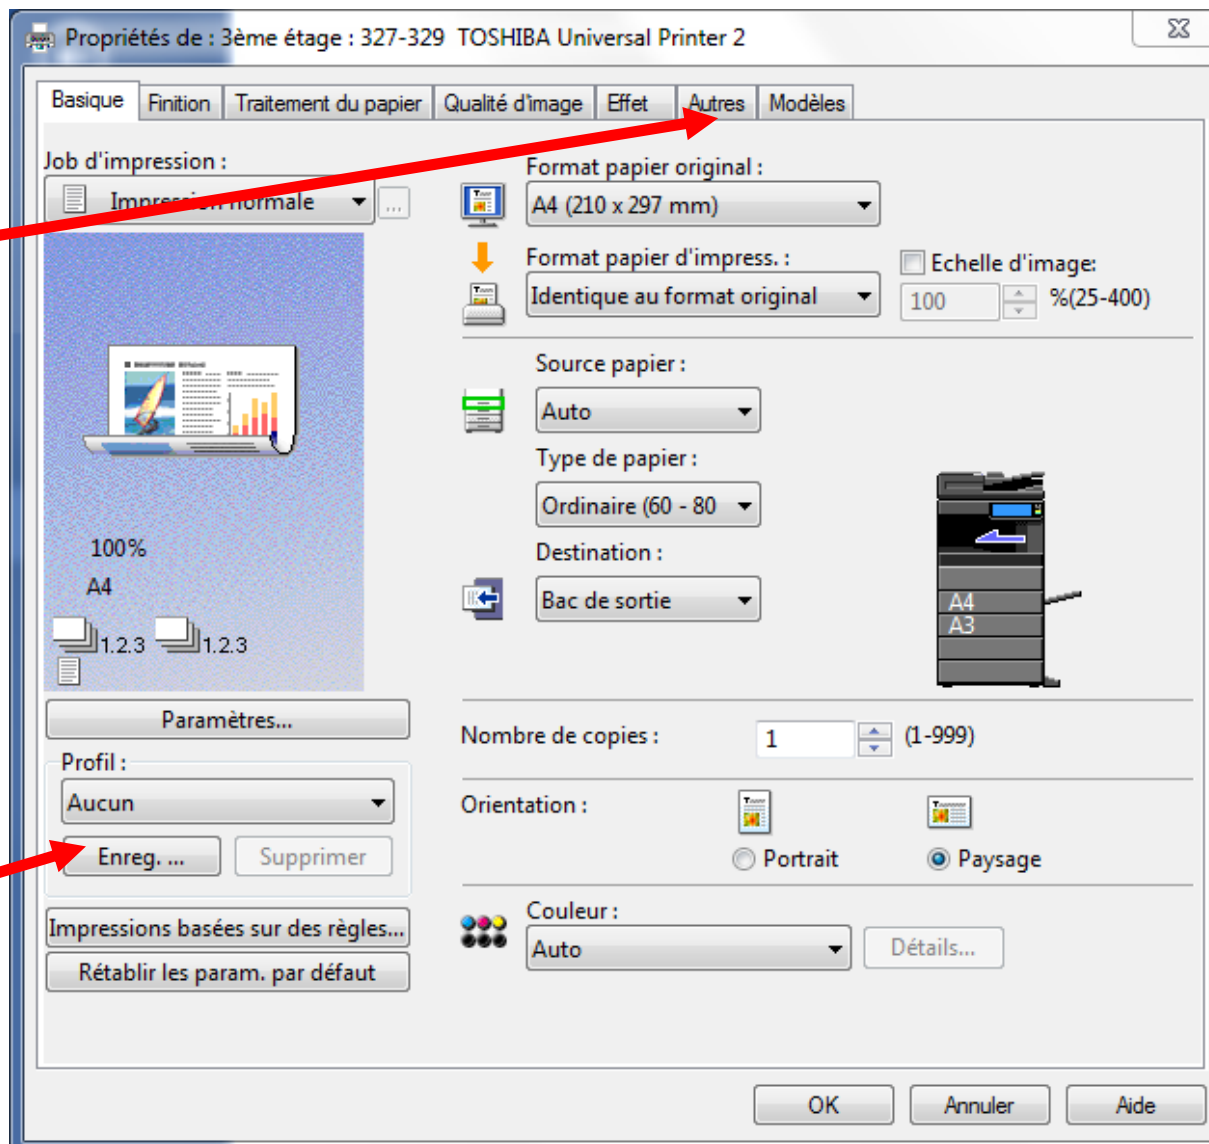 Propriétés de : 3ème étage : 327-329 TOSHIBA Universal Printer 2
Basique Finition Traitement du papier Qualité d'image Effet Autres Modèles
Job d'impression :
Impression normale
...
Format papier original :
A4 (210 x 297 mm)
Format papier d'impress. :
Identique au format original
Echelle d'image:
100 %(25-400)
Source papier :
Auto
Type de papier :
Ordinaire (60 - 80
Destination :
Bac de sortie
A4
A3
100%
A4
1.2.3 1.2.3
Paramètres...
Profil :
Aucun
Enreg. ... Supprimer
Impressions basées sur des règles...
Rétablir les param. par défaut
Nombre de copies : 1 (1-999)
Orientation :
Portrait Paysage
Couleur :
Auto Détails...
OK Annuler Aide